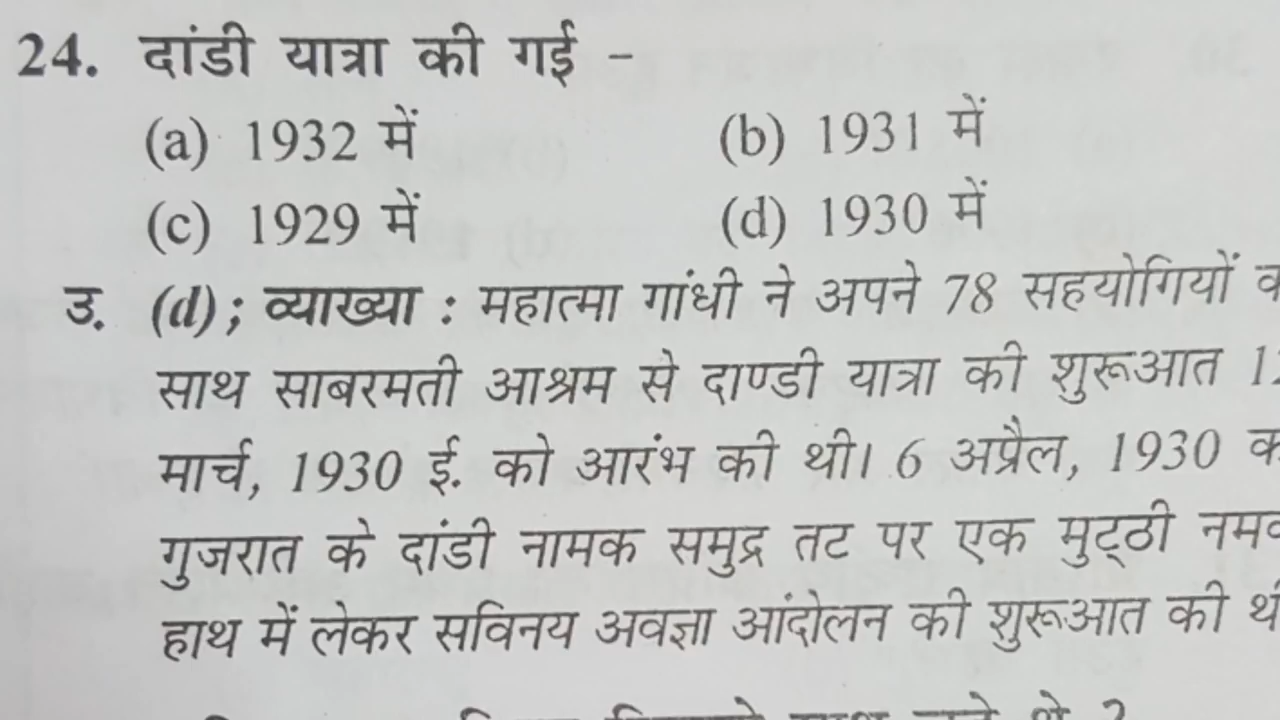 24. दांडी यात्रा की गई -
(a) 1932 में (b) 1931 में
(c) 1929 में (d) 1930 में
उ. (d) ; व्याख्या : महात्मा गांधी ने अपने 78 सहयोगियों
साथ साबरमती आश्रम से दाण्डी यात्रा की शुरूआत
मार्च, 1930 ई. को आरंभ की थी। 6 अप्रैल, 1930
गुजरात के दांडी नामक समुद्र तट पर एक मुट्ठी
हाथ में लेकर सविनय अवज्ञा आंदोलन की शुरूआत की